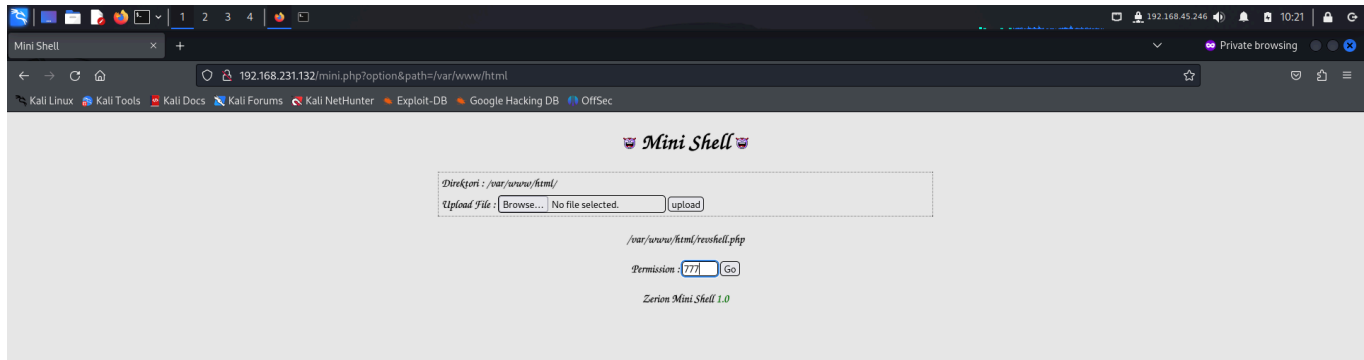 1 2 3 4 192.168.45.246 10:21
Mini Shell Private browsing
192.168.231.132/mini.php?option&path=/var/www/html
Kali Linux Kali Tools Kali Docs Kali Forums Kali NetHunter Exploit-DB Google Hacking DB OffSec
Mini Shell
Direktori : /var/www/html/
Upload File : Browse... No file selected. upload
/var/www/html/revshell.php
Permission : 777 Go
Zerion Mini Shell 1.0